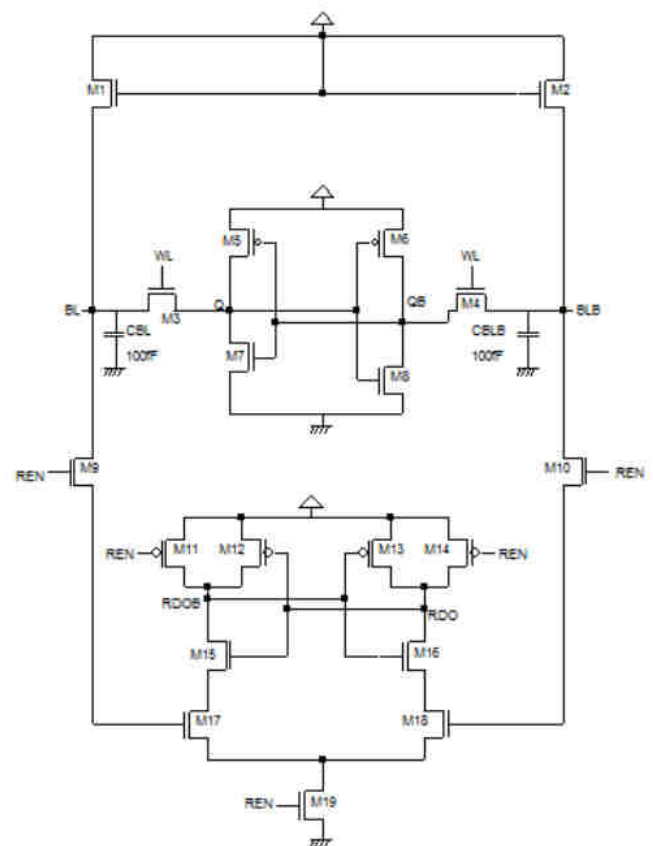 M1
M2
WL
WL
M5
M6
BL
M3
Q
QB
M4
BLB
CBL
100fF
M7
M8
CBLB
100fF
REN
M9
M10
REN
REN
M11
M12
M13
M14
REN
RDOB
RDO
M15
M16
M17
M18
REN
M19